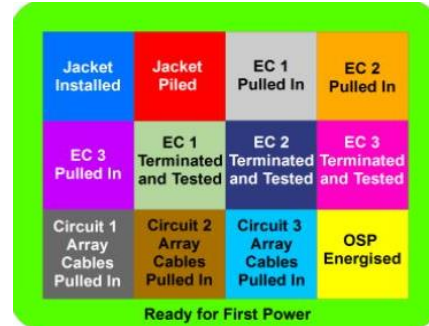 Jacket
Installed
Jacket
Piled
EC 1
Pulled In
EC 2
Pulled In
EC 3
Pulled In
EC 1
Terminated
and Tested
EC 2
Terminated
and Tested
EC 3
Terminated
and Tested
Circuit 1
Array
Cables
Pulled In
Circuit 2
Array
Cables
Pulled In
Circuit 3
Array
Cables
Pulled In
OSP
Energised
Ready for First Power